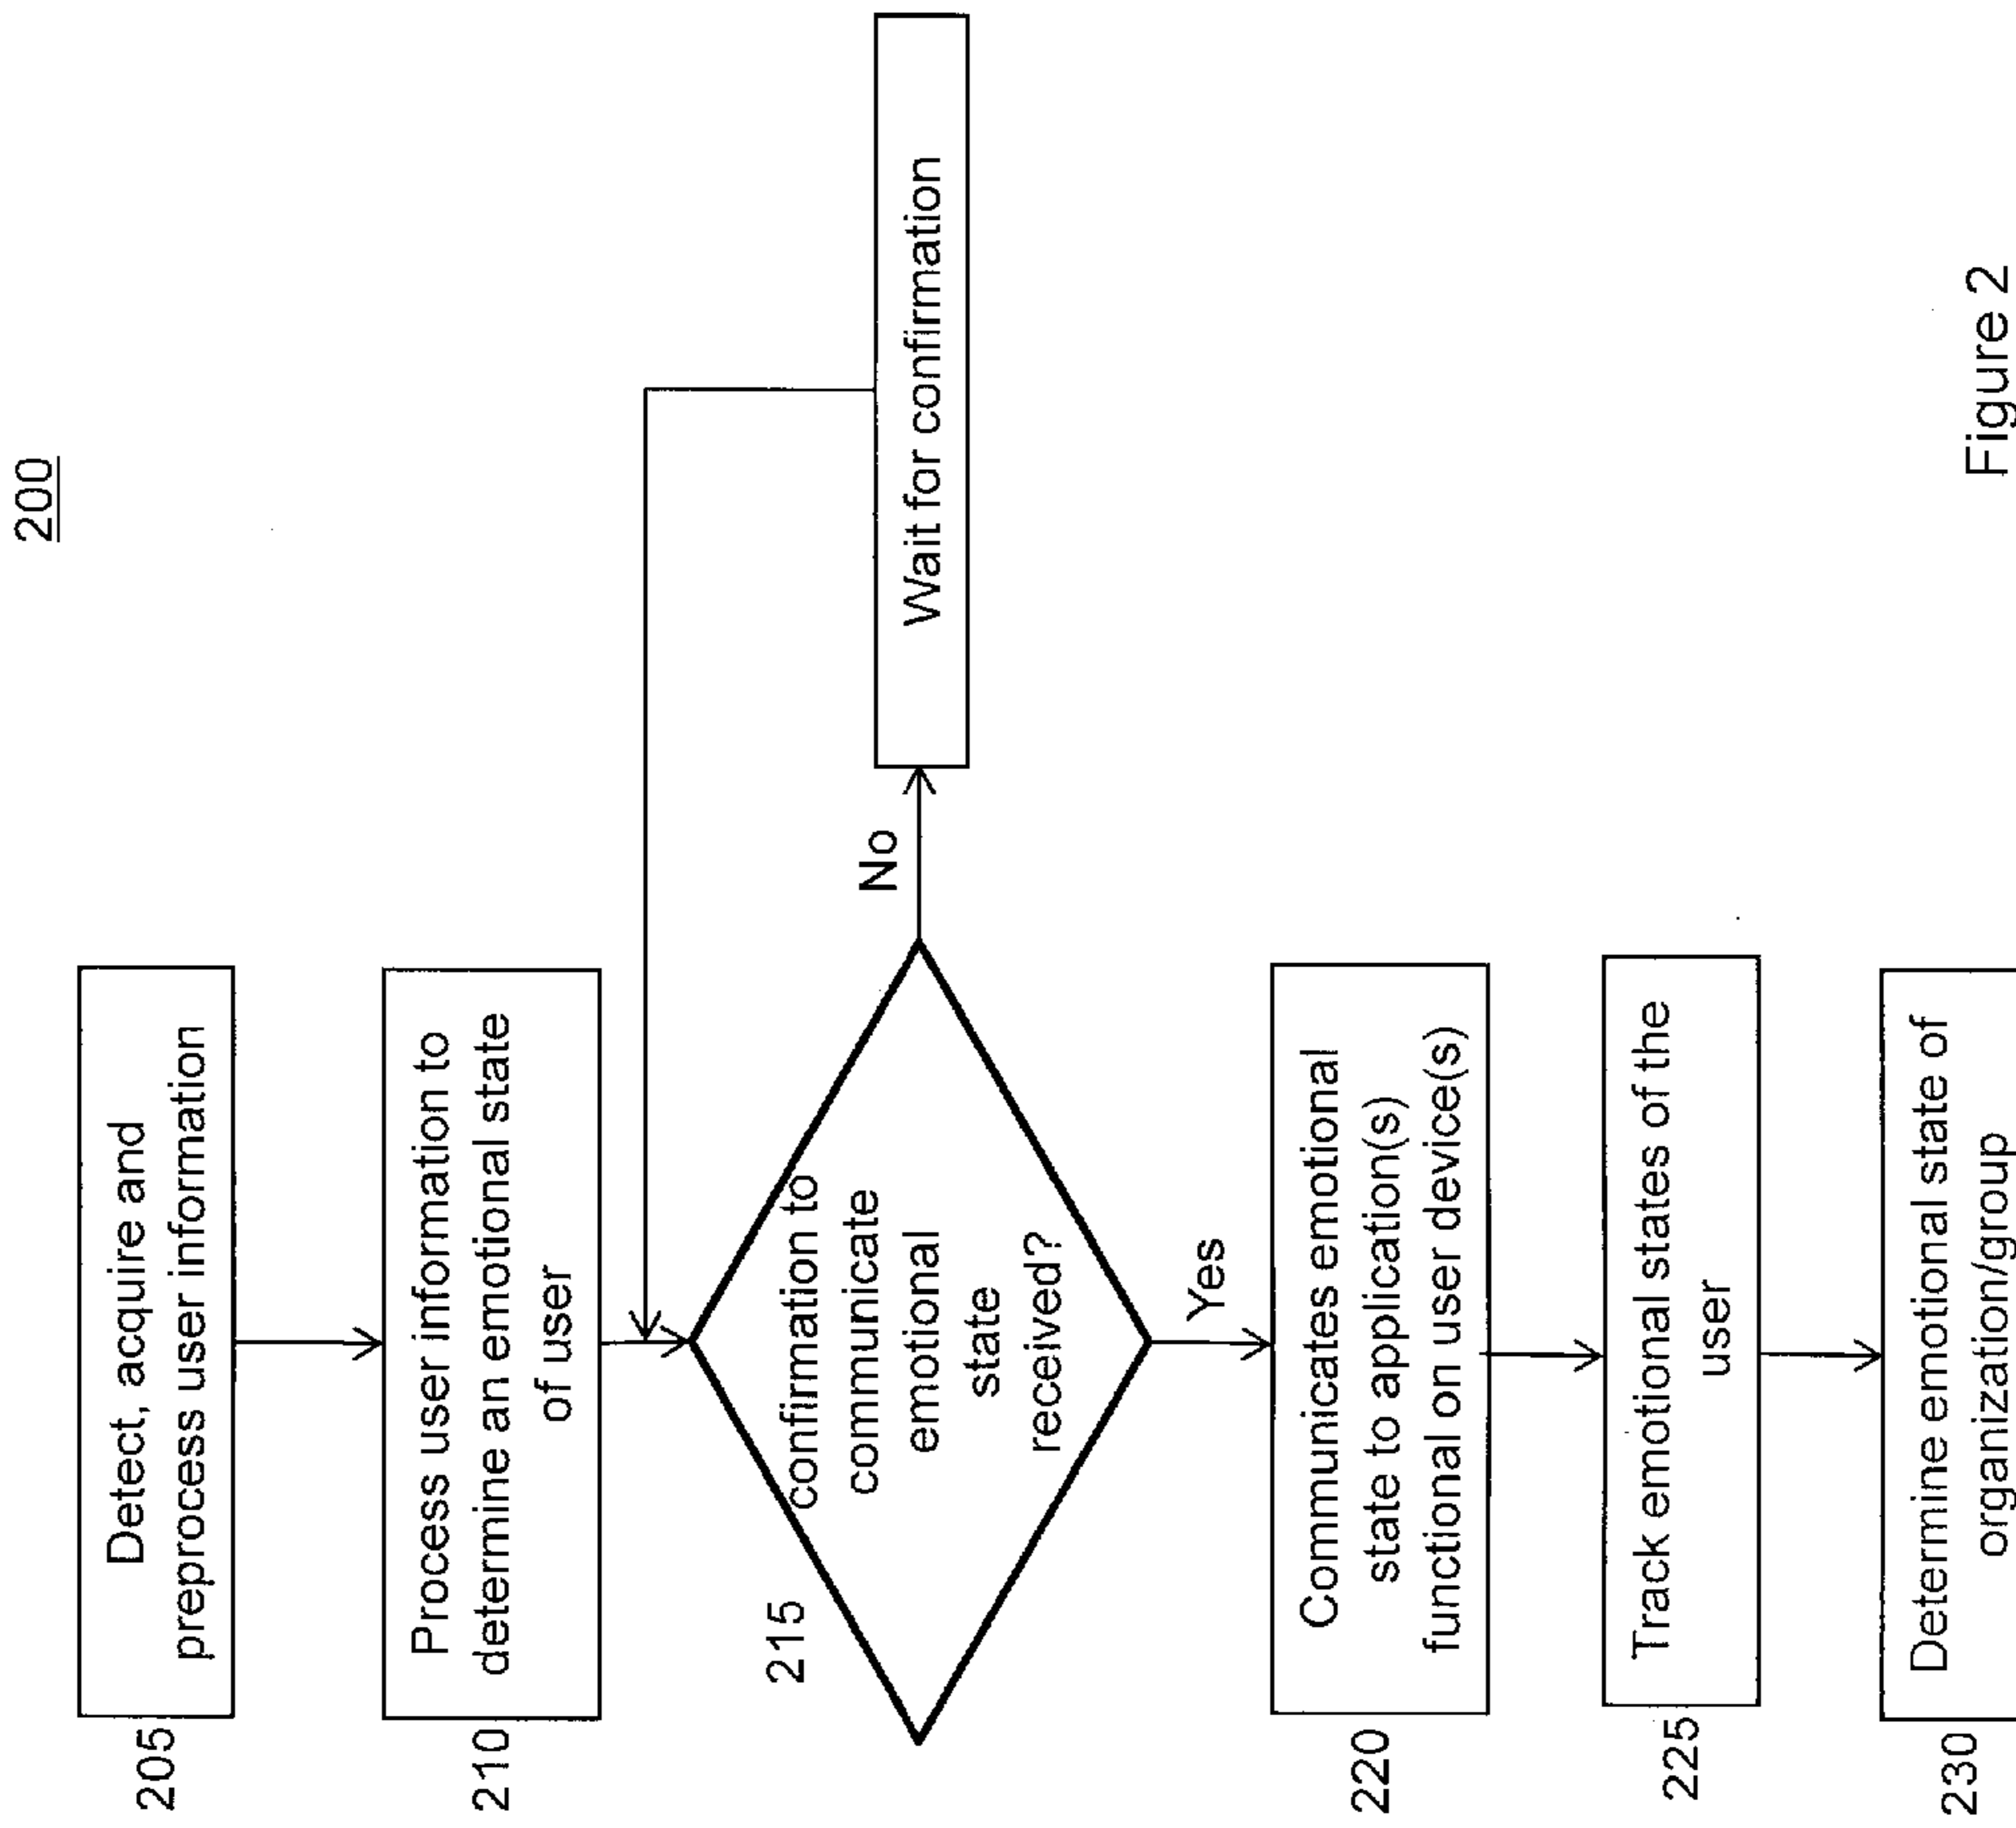 200
205
Detect, acquire and
preprocess user information
210
Process user information to
determine an emotional state
of user
215
confirmation to
communicate
emotional
state
received?
No
Wait for confirmation
Yes
220
Communicates emotional
state to application(s)
functional on user device(s)
225
Track emotional states of the
user
230
Determine emotional state of
organization/group
Figure 2